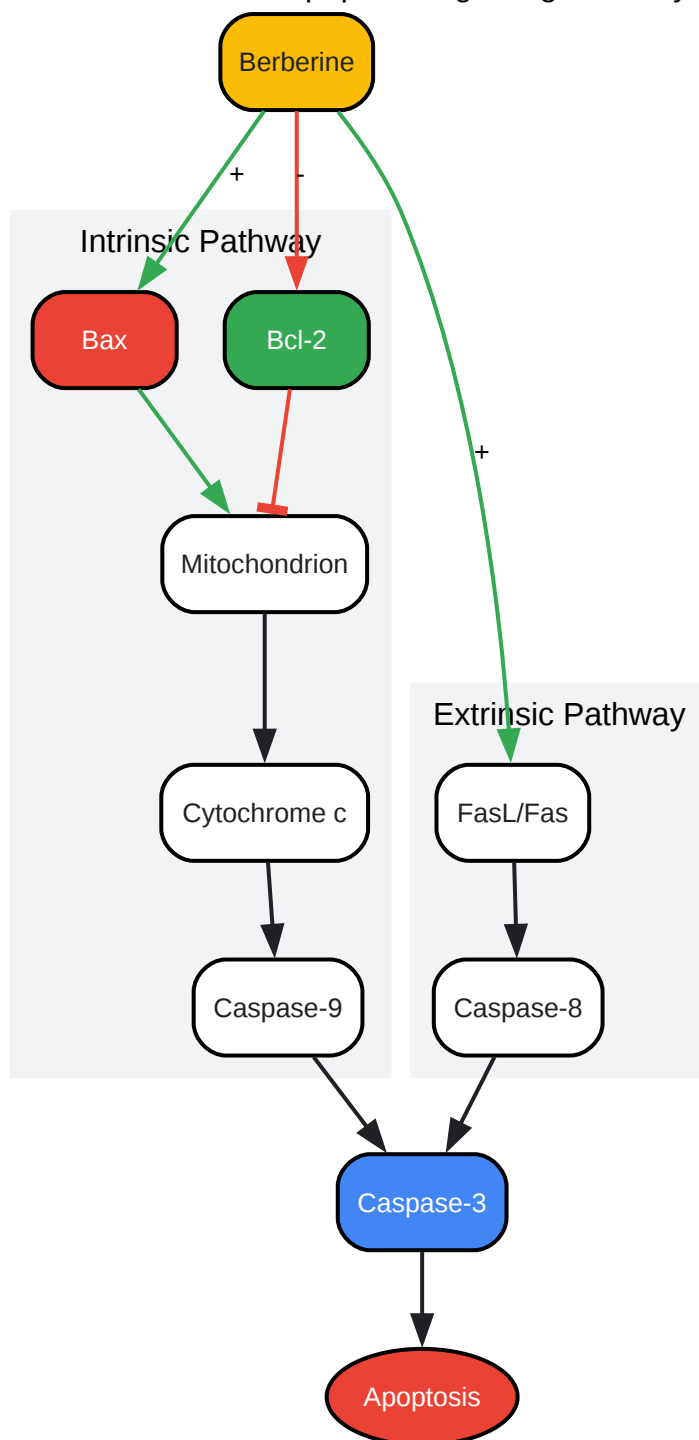 Berberine
+
-
Intrinsic Pathway
Bax
Bcl-2
+
Mitochondrion
Extrinsic Pathway
Cytochrome c
FasL/Fas
Caspase-9
Caspase-8
Caspase-3
Apoptosis